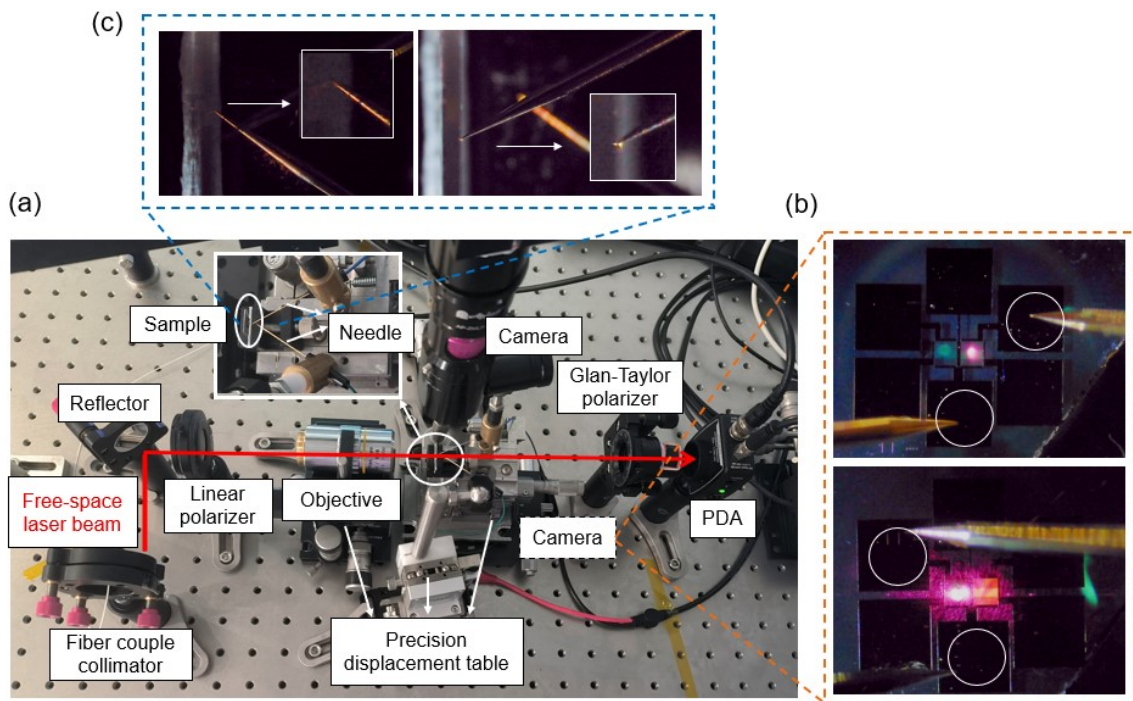 (c)
(a)
(b)
Sample
Needle
Camera
Reflector
Glan-Taylor
polarizer
Free-space
laser beam
Linear
polarizer
Objective
Camera
PDA
Fiber couple
collimator
Precision
displacement table